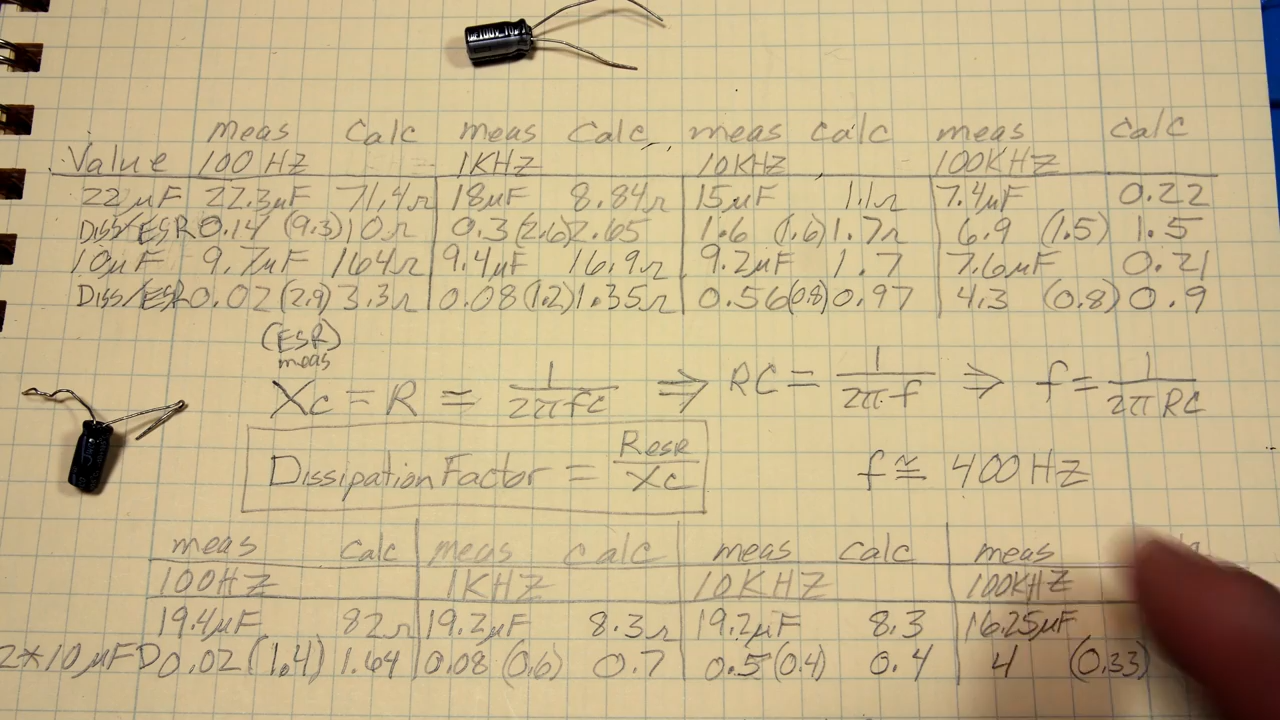 100V 10µ
meas Calc meas Calc meas calc meas calc
Value 100HZ 1KHZ 10KHZ 100KHZ
22µF 22.3µF 71.4Ω 18µF 8.84Ω 15µF 1.1Ω 7.4µF 0.22
DISS/ESR 0.14 (9.3) 10Ω 0.3 (2.6) 2.65 1.6 (1.6) 1.7Ω 6.9 (1.5) 1.5
10µF 9.7µF 164Ω 9.4µF 16.9Ω 9.2µF 1.7 7.6µF 0.21
DISS/ESR 0.02 (2.9) 3.3Ω 0.08 (1.2) 1.35Ω 0.56 (0.8) 0.97 4.3 (0.8) 0.9
(ESR)
meas
Xc = R = 1/2πfC ⇒ RC = 1/2π·f ⇒ f = 1/2πRC
Dissipation Factor = RESR/Xc f ≅ 400HZ
meas Calc meas calc meas calc meas
100HZ 1KHZ 10KHZ 100KHZ
19.4µF 82Ω 19.2µF 8.3Ω 19.2µF 8.3 16.25µF
2*10µF D 0.02 (1.4) 1.64 0.08 (0.6) 0.7 0.5 (0.4) 0.4 4 (0.33)